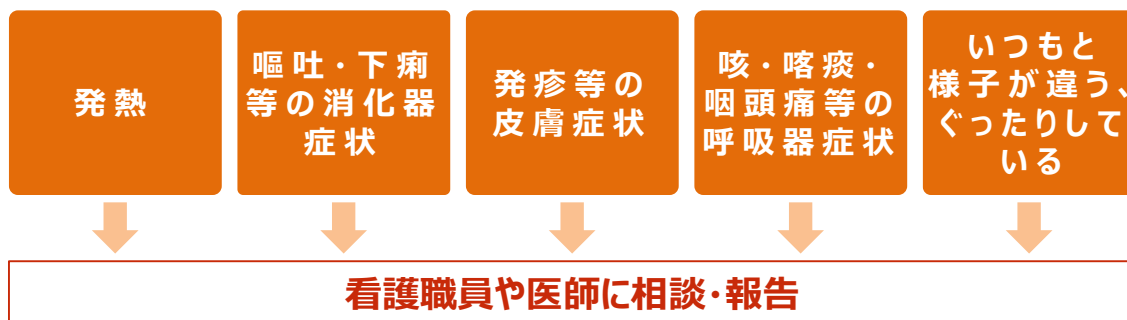 発熱
嘔吐・下痢
等の消化器
症状
発疹等の
皮膚症状
咳・喀痰・
咽頭痛等の
呼吸器症状
いつもと
様子が違う、
ぐったりして
いる
看護職員や医師に相談・報告